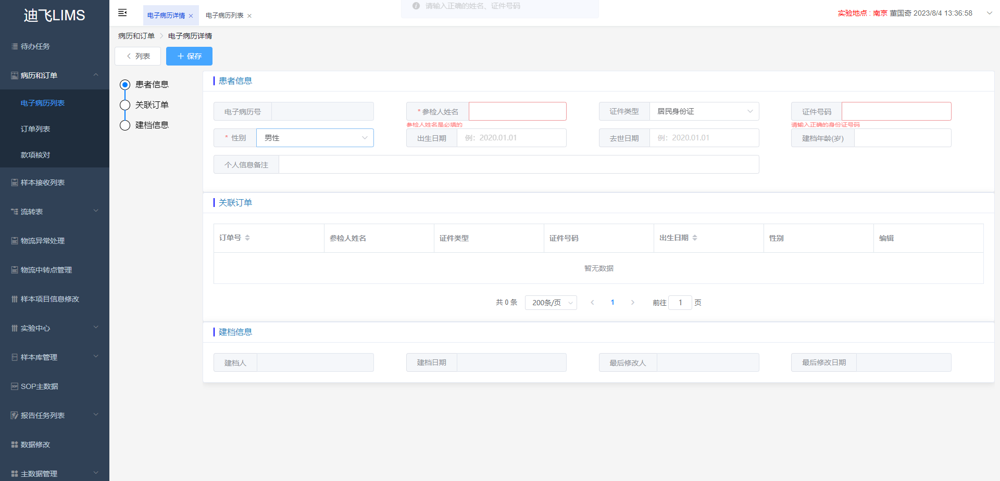 迪飞LIMS
电子病历详情 ×
电子病历列表 ×
请输入正确的姓名、证件号码
实验地点 : 南京 董国奇 2023/8/4 13:36:58
待办任务
病历和订单
电子病历列表
订单列表
款项核对
样本接收列表
流转表
物流异常处理
物流中转点管理
样本项目信息修改
实验中心
样本库管理
SOP主数据
报告任务列表
数据修改
主数据管理
病历和订单 > 电子病历详情
< 列表
+ 保存
患者信息
关联订单
建档信息
患者信息
电子病历号
* 参检人姓名
证件类型 居民身份证
证件号码
参检人姓名是必填的
请输入正确的身份证号码
* 性别 男性
出生日期 例：2020.01.01
去世日期 例：2020.01.01
建档年龄(岁)
个人信息备注
关联订单
订单号 参检人姓名 证件类型 证件号码 出生日期 性别 编辑
暂无数据
共 0 条 200条/页 < 1 > 前往 1 页
建档信息
建档人
建档日期
最后修改人
最后修改日期